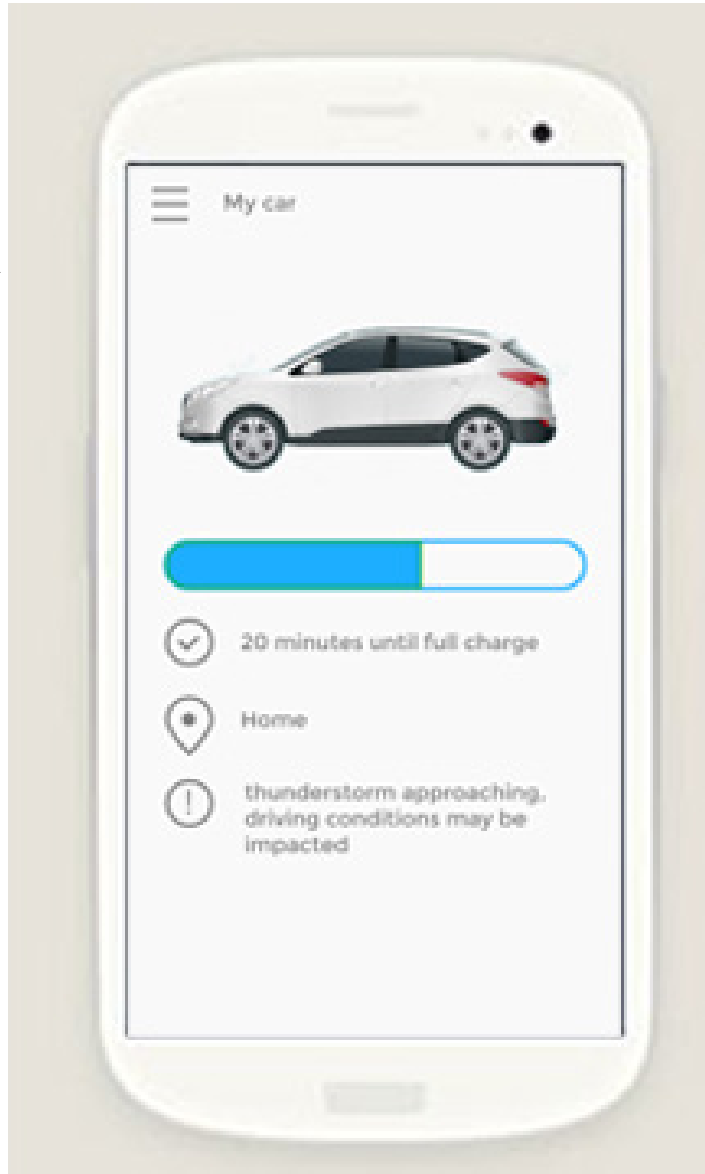 My car
20 minutes until full charge
Home
thunderstorm approaching,
driving conditions may be
impacted